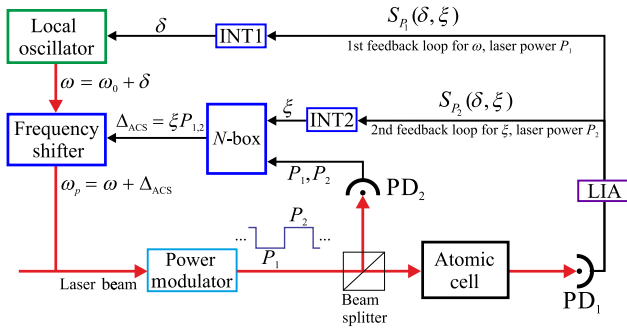 Local
oscillator
δ
INT1
S_{P_1}(δ, ξ)
1st feedback loop for ω, laser power P_1
ω = ω_0 + δ
Frequency
shifter
Δ_ACS = ξP_{1,2}
N-box
ξ
INT2
S_{P_2}(δ, ξ)
2nd feedback loop for ξ, laser power P_2
P_1, P_2
PD_2
LIA
ω_p = ω + Δ_ACS
... P_2 ...
P_1
Laser beam
Power
modulator
Beam
splitter
Atomic
cell
PD_1